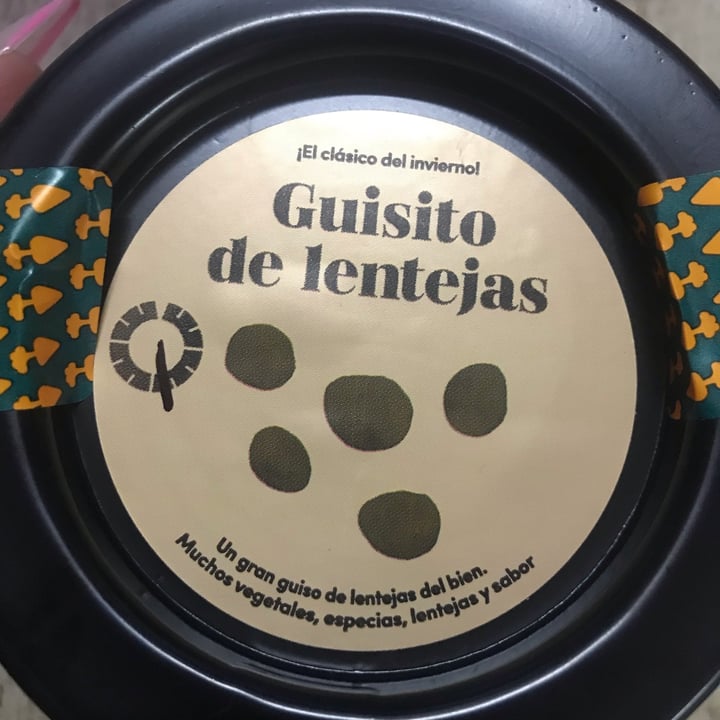 ¡El clásico del invierno!
Guisito
de lentejas
Un gran guiso de lentejas del bien.
Muchos vegetales, especias, lentejas y sabor